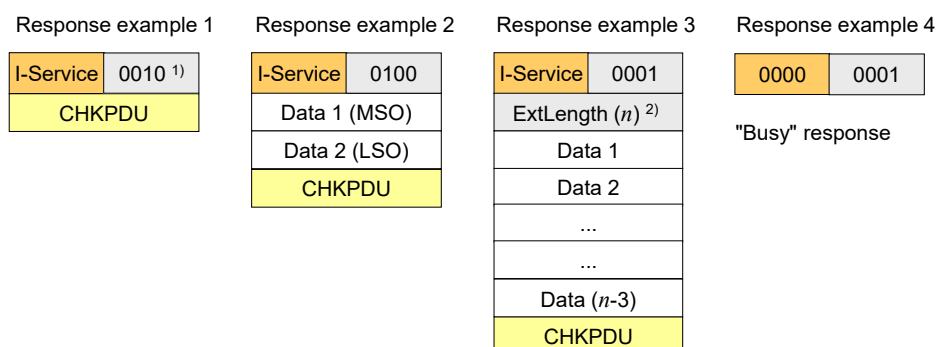 Response example 1
I-Service 0010 1)
CHKPDU
Response example 2
I-Service 0100
Data 1 (MSO)
Data 2 (LSO)
CHKPDU
Response example 3
I-Service 0001
ExtLength (n) 2)
Data 1
Data 2
...
...
Data (n-3)
CHKPDU
Response example 4
0000 0001
"Busy" response